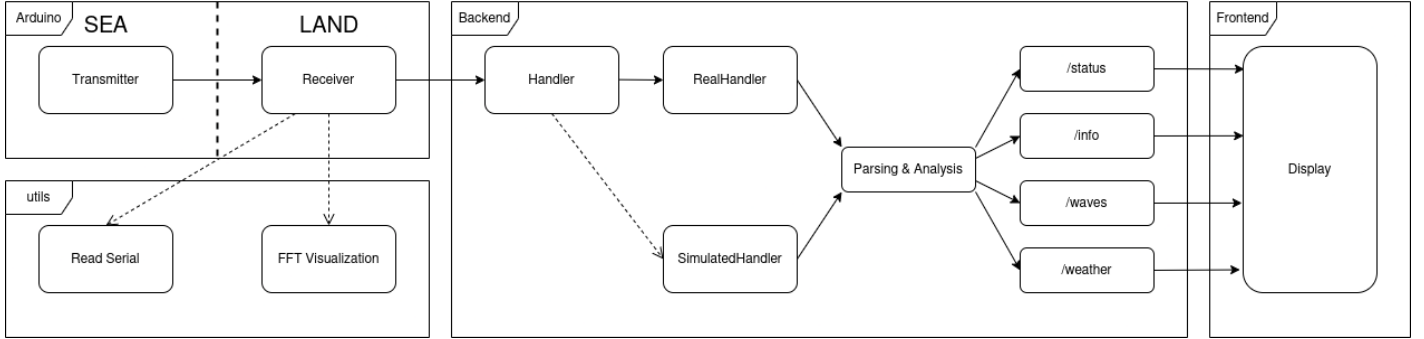 Arduino
SEA
LAND
Transmitter
Receiver
utils
Read Serial
FFT Visualization
Backend
Handler
RealHandler
SimulatedHandler
Parsing & Analysis
/status
/info
/waves
/weather
Frontend
Display